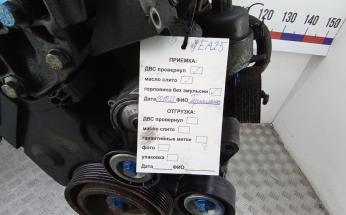 120 130 140 150
YEA25
ПРИЕМКА:
ДВС провернул
масло слито
горловина без эмульсии
Дата ФИО
ОТГРУЗКА:
ДВС провернул
масло слито
гарантийные метки
фото
упаковка
Дата ФИО